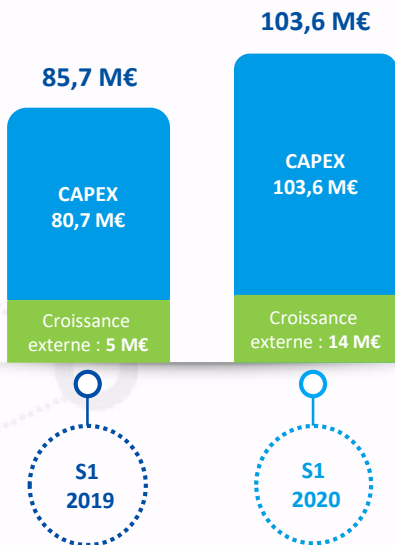 103,6 M€
85,7 M€
CAPEX
103,6 M€
CAPEX
80,7 M€
Croissance
externe : 5 M€
Croissance
externe : 14 M€
S1
2019
S1
2020